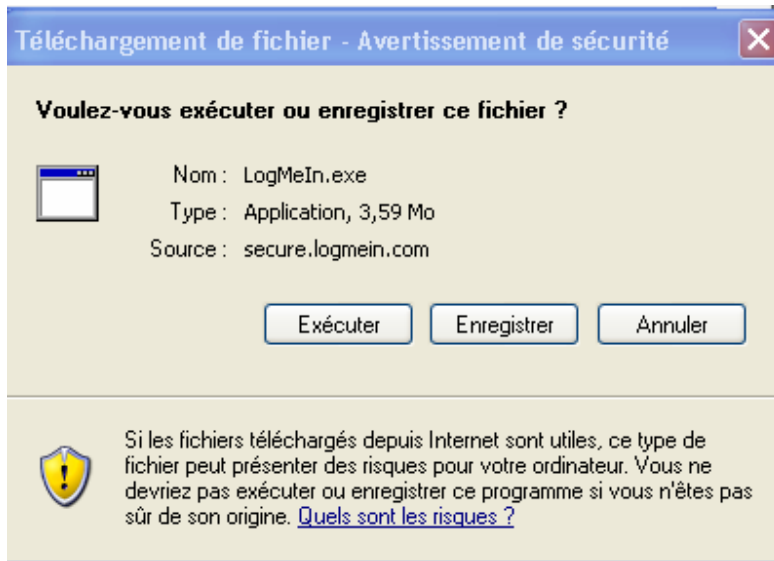 Téléchargement de fichier - Avertissement de sécurité
Voulez-vous exécuter ou enregistrer ce fichier ?
Nom : LogMeIn.exe
Type : Application, 3,59 Mo
Source : secure.logmein.com
Exécuter Enregistrer Annuler
Si les fichiers téléchargés depuis Internet sont utiles, ce type de
fichier peut présenter des risques pour votre ordinateur. Vous ne
devriez pas exécuter ou enregistrer ce programme si vous n'êtes pas
sûr de son origine. Quels sont les risques ?